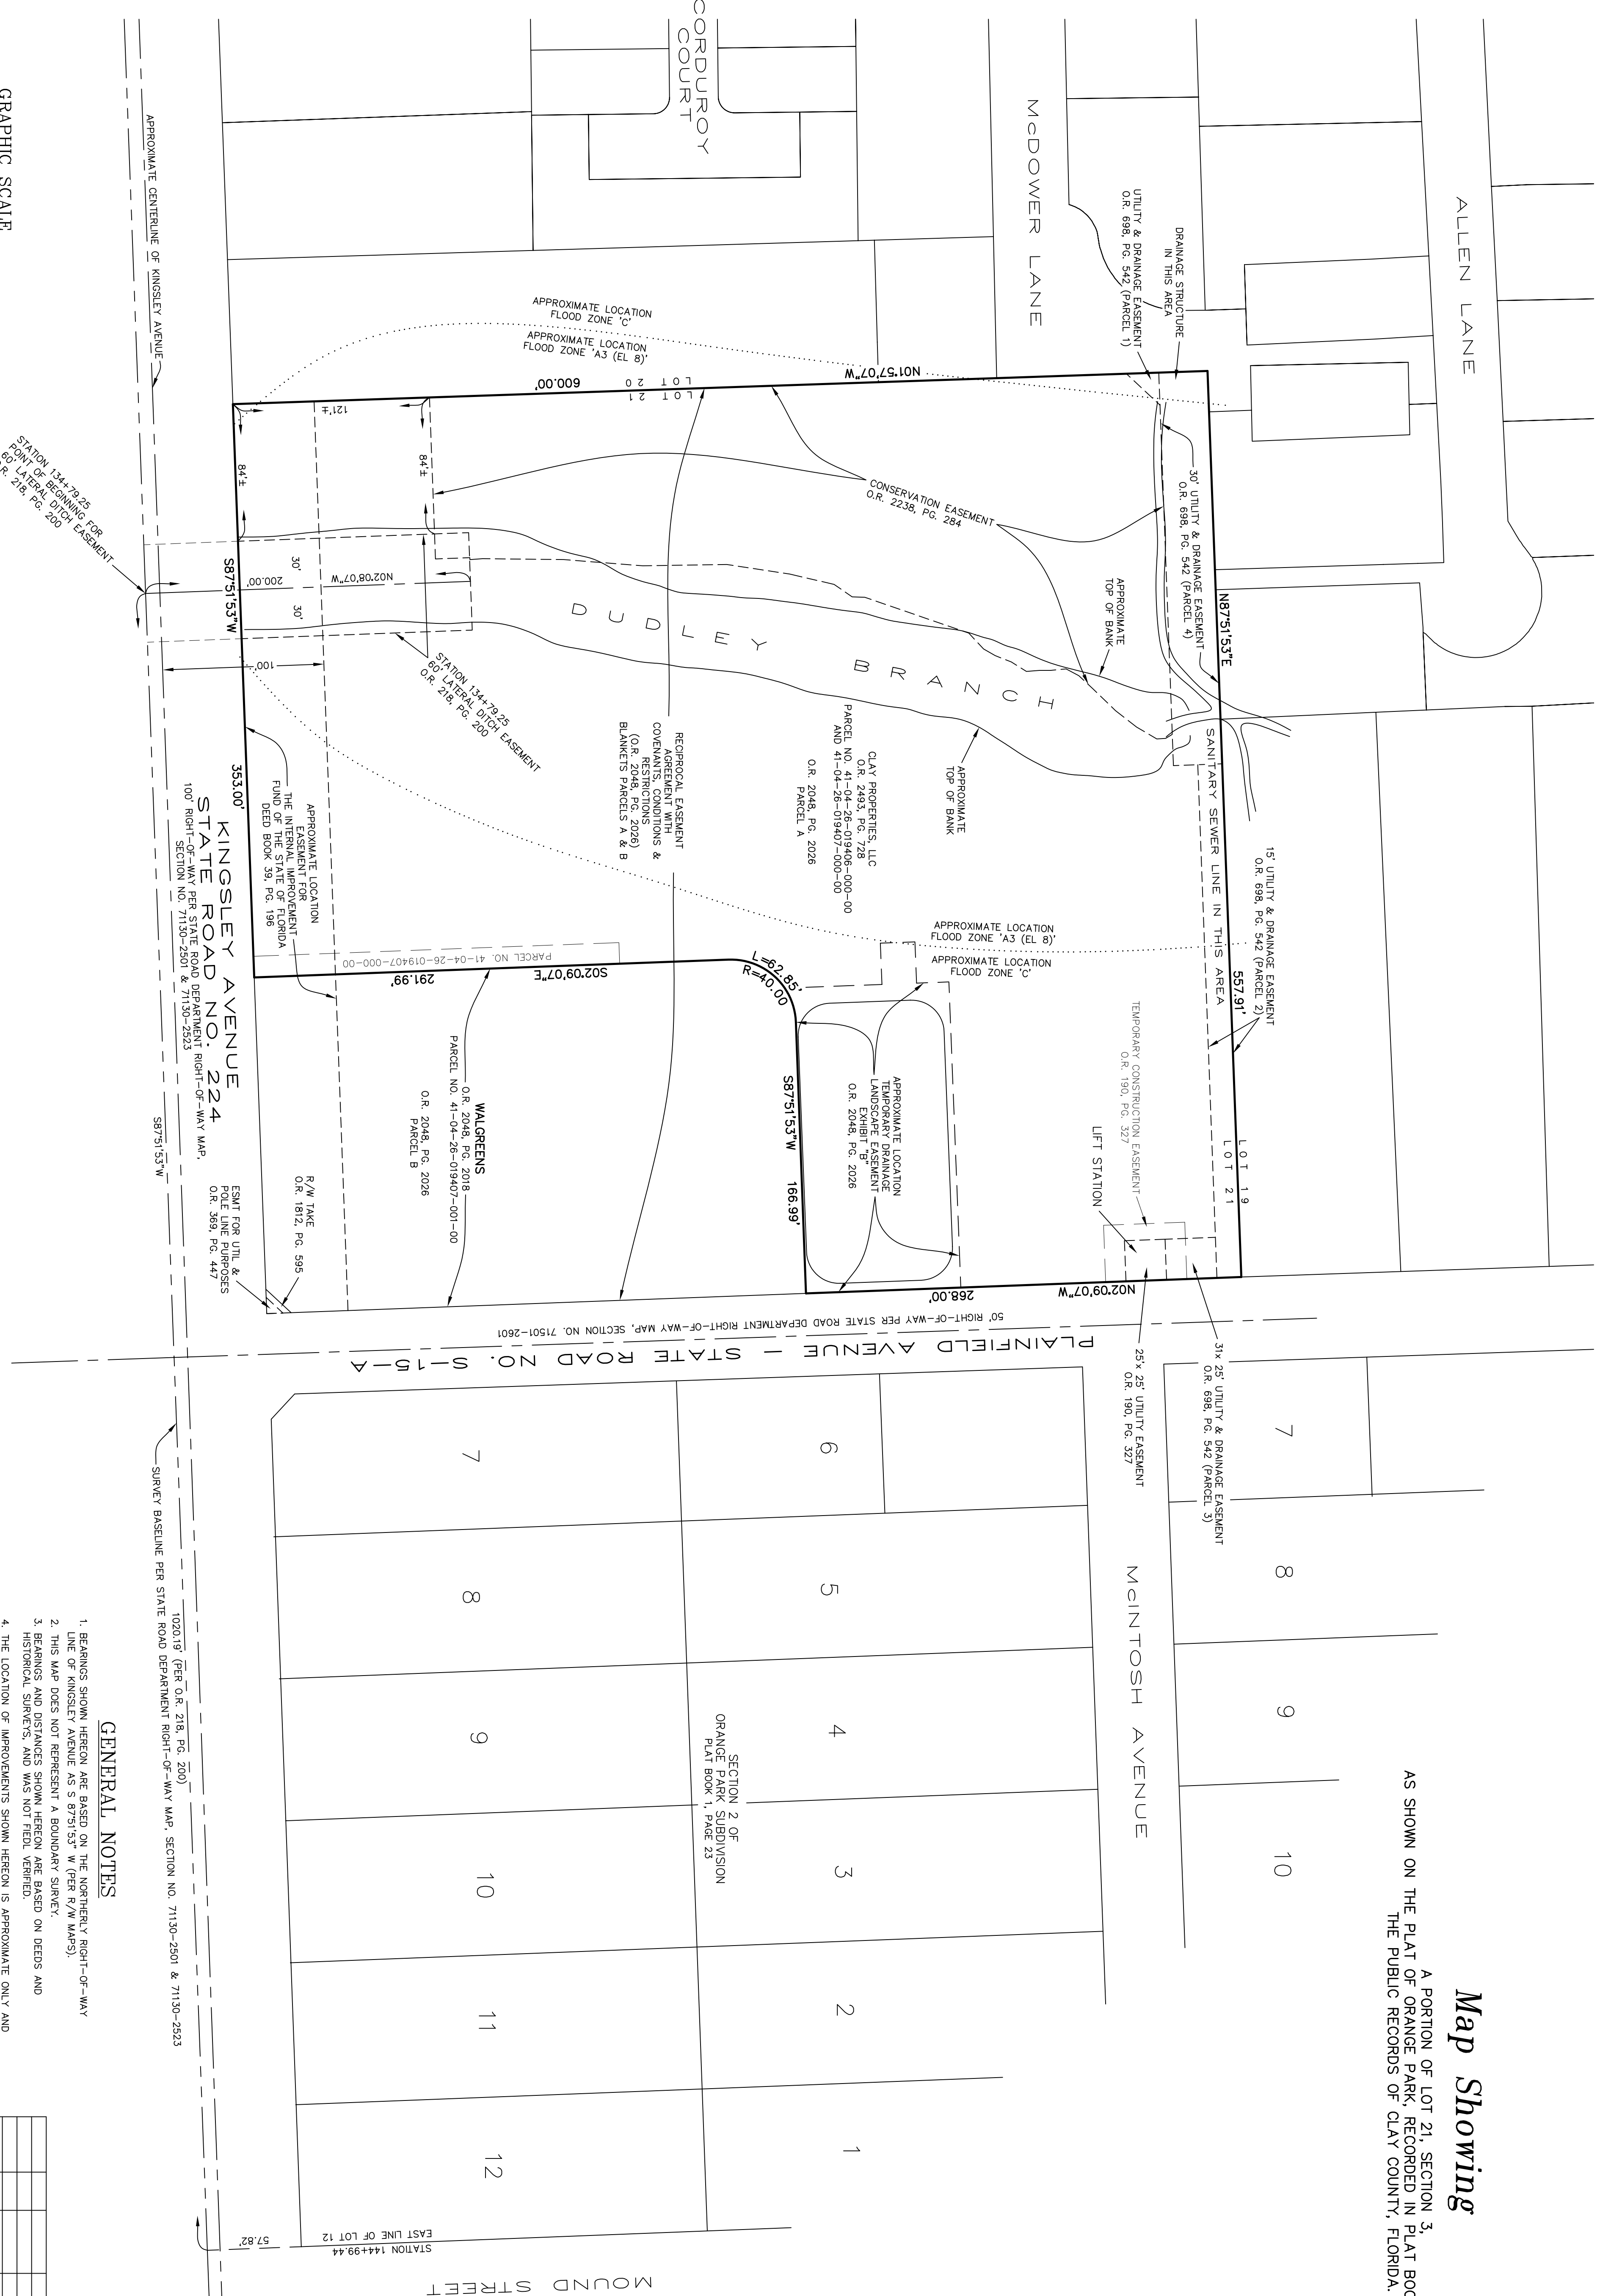 Map Showing
A PORTION OF LOT 21, SECTION 3,
AS SHOWN ON THE PLAT OF ORANGE PARK, RECORDED IN PLAT BOO
THE PUBLIC RECORDS OF CLAY COUNTY, FLORIDA.
ALLEN LANE
McDOWER LANE
CORDUROY
COURT
DRAINAGE STRUCTURE
IN THIS AREA
UTILITY & DRAINAGE EASEMENT
O.R. 698, PG. 542 (PARCEL 1)
30' UTILITY & DRAINAGE EASEMENT
O.R. 698, PG. 542 (PARCEL 4)
N87°51'53"E
557.91'
LOT 19
LOT 21
15' UTILITY & DRAINAGE EASEMENT
O.R. 698, PG. 542 (PARCEL 2)
SANITARY SEWER LINE IN THIS AREA
31x 25' UTILITY & DRAINAGE EASEMENT
O.R. 698, PG. 542 (PARCEL 3)
25'x 25' UTILITY EASEMENT
O.R. 190, PG. 327
TEMPORARY CONSTRUCTION EASEMENT
O.R. 190, PG. 327
LIFT STATION
N02°09'07"W
268.00'
APPROXIMATE LOCATION
FLOOD ZONE 'C'
APPROXIMATE LOCATION
FLOOD ZONE 'A3 (EL 8)'
N01°57'07"W
600.00'
LOT 20
LOT 21
CONSERVATION EASEMENT
O.R. 2238, PG. 284
APPROXIMATE
TOP OF BANK
DUDLEY BRANCH
APPROXIMATE
TOP OF BANK
CLAY PROPERTIES, LLC
O.R. 2493, PG. 728
PARCEL NO. 41-04-26-019406-000-00
AND 41-04-26-019407-000-00
O.R. 2048, PG. 2026
PARCEL A
APPROXIMATE LOCATION
FLOOD ZONE 'A3 (EL 8)'
APPROXIMATE LOCATION
FLOOD ZONE 'C'
APPROXIMATE LOCATION
TEMPORARY DRAINAGE
LANDSCAPE EASEMENT
EXHIBIT "B"
O.R. 2048, PG. 2026
S87°51'53"W
166.99'
L=62.85'
R=40.00
RECIPROCAL EASEMENT
AGREEMENT WITH
COVENANTS, CONDITIONS &
RESTRICTIONS
(O.R. 2048, PG. 2026)
BLANKETS PARCELS A & B
S02°09'07"E
291.99'
PARCEL NO. 41-04-26-019407-000-00
WALGREENS
O.R. 2048, PG. 2018
PARCEL NO. 41-04-26-019407-001-00
O.R. 2048, PG. 2026
PARCEL B
121'±
84'±
84'±
STATION 134+79.25
60' LATERAL DITCH EASEMENT
O.R. 218, PG. 200
30'
30'
N02°08'07"W
200.00'
100'
S87°51'53"W
353.00'
APPROXIMATE LOCATION
EASEMENT FOR
THE INTERNAL IMPROVEMENT
FUND OF THE STATE OF FLORIDA
DEED BOOK 39, PG. 196
R/W TAKE
O.R. 1812, PG. 595
ESMT FOR UTIL &
POLE LINE PURPOSES
O.R. 369, PG. 447
KINGSLEY AVENUE
STATE ROAD NO. 224
100' RIGHT-OF-WAY PER STATE ROAD DEPARTMENT RIGHT-OF-WAY MAP,
SECTION NO. 71130-2501 & 71130-2523
S87°51'53"W
APPROXIMATE CENTERLINE OF KINGSLEY AVENUE
STATION 134+79.25
POINT OF BEGINNING FOR
60' LATERAL DITCH EASEMENT
O.R. 218, PG. 200
50' RIGHT-OF-WAY PER STATE ROAD DEPARTMENT RIGHT-OF-WAY MAP, SECTION NO. 71501-2601
PLAINFIELD AVENUE - STATE ROAD NO. S-15-A
7
8
9
10
McINTOSH AVENUE
6
5
4
3
2
1
SECTION 2 OF
ORANGE PARK SUBDIVISION
PLAT BOOK 1, PAGE 23
7
8
9
10
11
12
1020.19' (PER O.R. 218, PG. 200)
SURVEY BASELINE PER STATE ROAD DEPARTMENT RIGHT-OF-WAY MAP, SECTION NO. 71130-2501 & 71130-2523
57.82'
EAST LINE OF LOT 12
STATION 144+99.44
MOUND STREET
GRAPHIC SCALE
GENERAL NOTES
1. BEARINGS SHOWN HEREON ARE BASED ON THE NORTHERLY RIGHT-OF-WAY
LINE OF KINGSLEY AVENUE AS S 87°51'53" W (PER R/W MAPS).
2. THIS MAP DOES NOT REPRESENT A BOUNDARY SURVEY.
3. BEARINGS AND DISTANCES SHOWN HEREON ARE BASED ON DEEDS AND
HISTORICAL SURVEYS, AND WAS NOT FIEDL VERIFIED.
4. THE LOCATION OF IMPROVEMENTS SHOWN HEREON IS APPROXIMATE ONLY AND